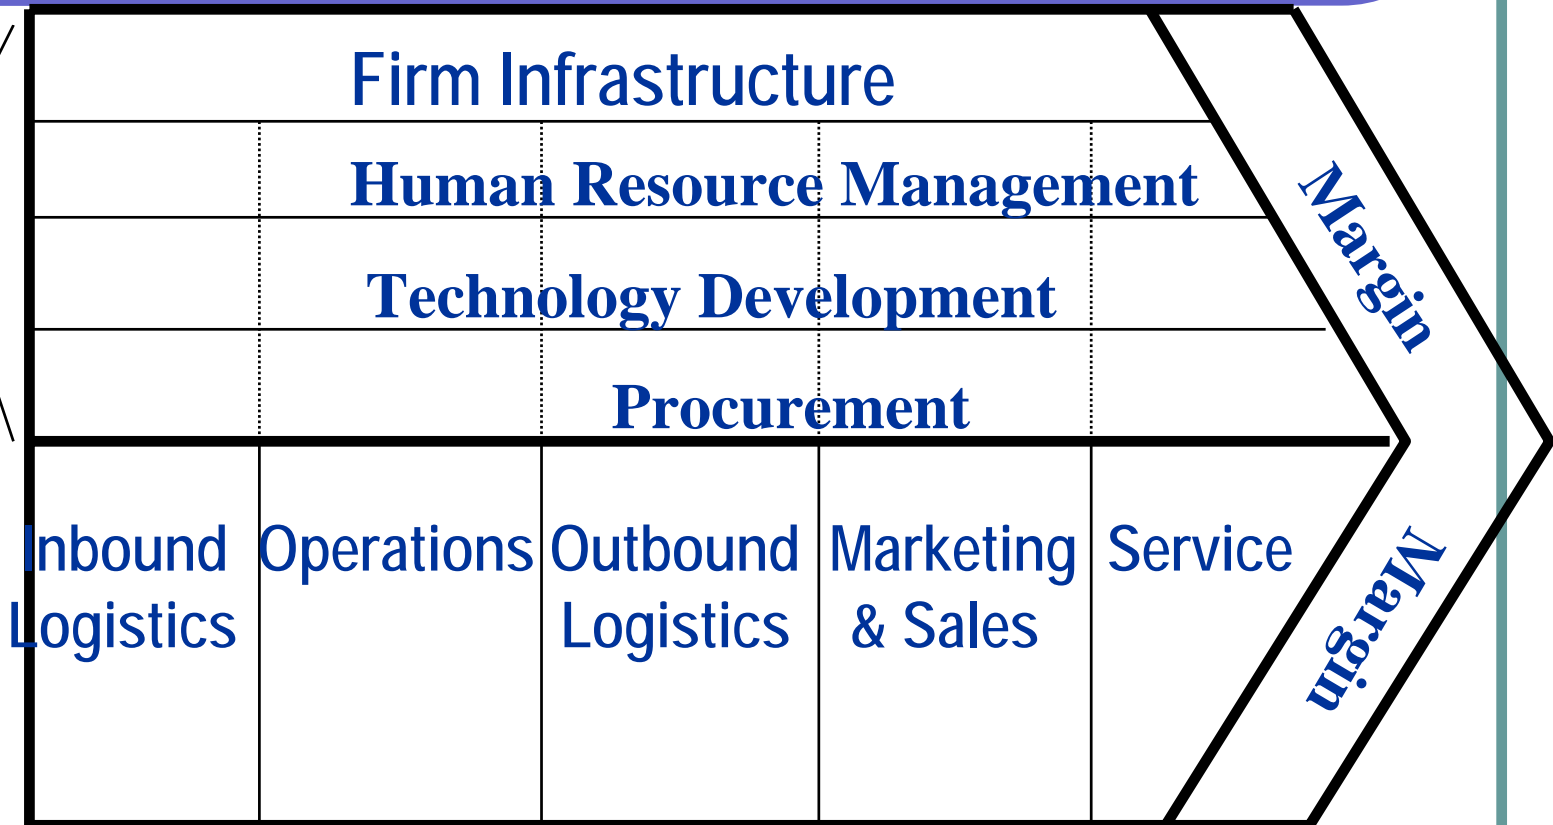 Firm Infrastructure
Human Resource Management
Technology Development
Procurement
Margin
Inbound
Logistics
Operations
Outbound
Logistics
Marketing
& Sales
Service
Margin